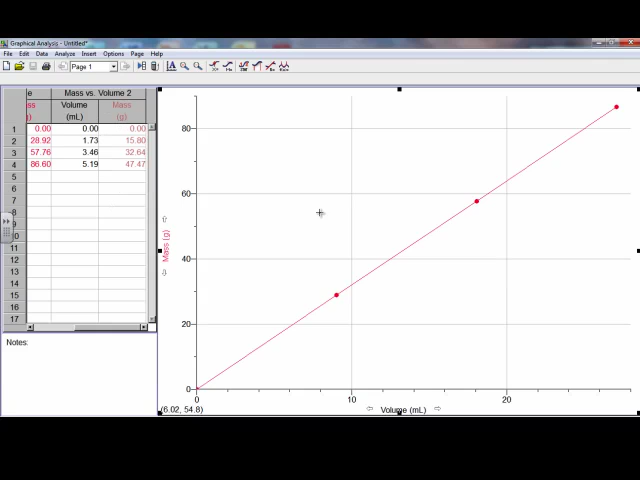 Graphical Analysis - Untitled*
File Edit Data Analyze Insert Options Page Help
Page 1
e Mass vs. Volume 2
ss Volume Mass
) (mL) (g)
1 0.00 0.00 0.00
2 28.92 1.73 15.80
3 57.76 3.46 32.64
4 86.60 5.19 47.47
5
6
7
8
9
10
11
12
13
14
15
16
17
Notes:
80
60
40
20
0
Mass (g)
0 10 20
(6.02, 54.8)
Volume (mL)